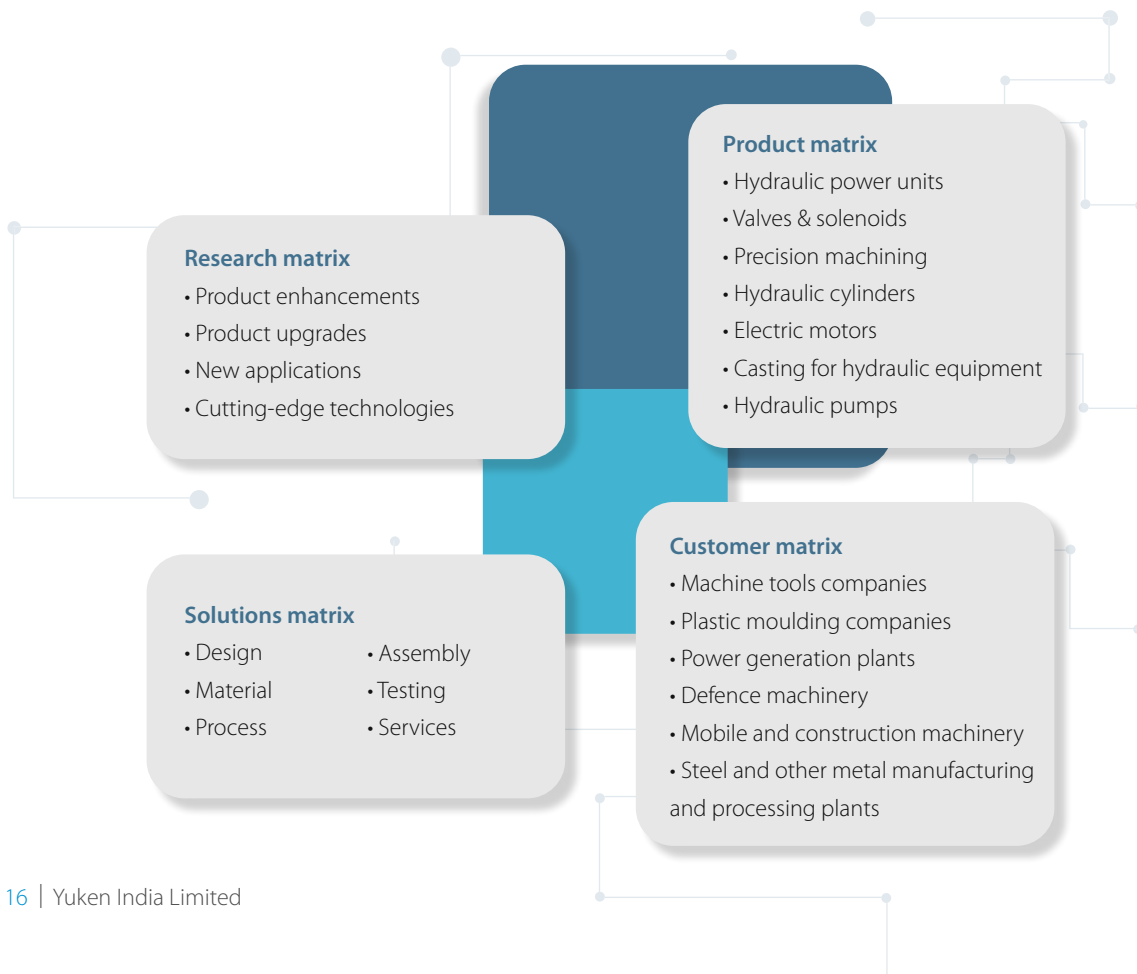 Research matrix
• Product enhancements
• Product upgrades
• New applications
• Cutting-edge technologies
Product matrix
• Hydraulic power units
• Valves & solenoids
• Precision machining
• Hydraulic cylinders
• Electric motors
• Casting for hydraulic equipment
• Hydraulic pumps
Solutions matrix
• Design
• Material
• Process
• Assembly
• Testing
• Services
Customer matrix
• Machine tools companies
• Plastic moulding companies
• Power generation plants
• Defence machinery
• Mobile and construction machinery
• Steel and other metal manufacturing
and processing plants
16 | Yuken India Limited